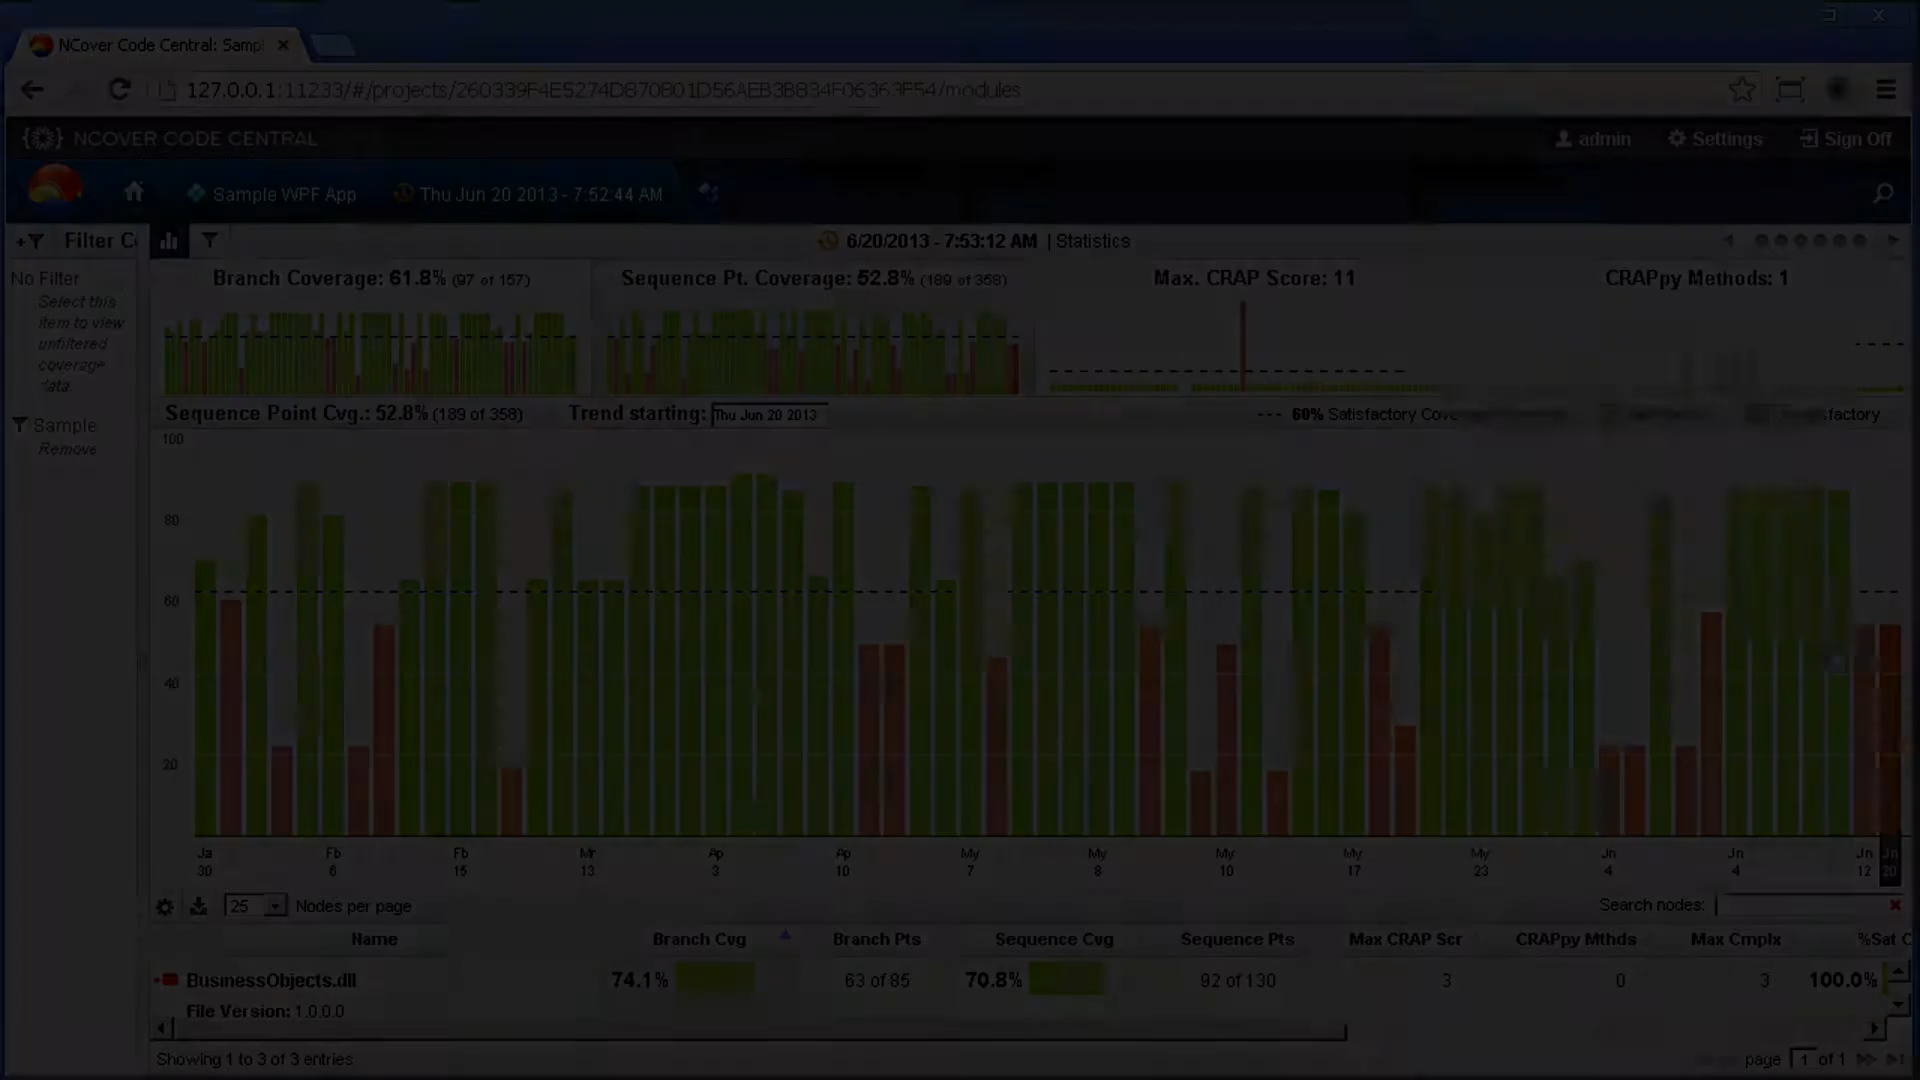 NCover Code Central: Sampl
127.0.0.1:11233/#/projects/260339F4E5274D870B01D56AEB3B834F06363F54/modules
NCOVER CODE CENTRAL
admin
Settings
Sign Off
Sample WPF App
Thu Jun 20 2013 - 7:52:44 AM
Filter C
6/20/2013 - 7:53:12 AM | Statistics
No Filter
Select this
item to view
unfiltered
coverage
data.
Sample
Remove
Branch Coverage: 61.8% (97 of 157)
Sequence Pt. Coverage: 52.8% (189 of 358)
Max. CRAP Score: 11
CRAPpy Methods: 1
Sequence Point Cvg.: 52.8% (189 of 358)
Trend starting: Thu Jun 20 2013
60% Satisfactory
100
80
60
40
20
Ja 30
Fb 6
Fb 15
Mr 13
Ap 3
Ap 10
My 7
My 8
My 10
My 17
My 23
Jn 4
Jn 4
Jn 12
Jn 20
25 Nodes per page
Search nodes:
Name
Branch Cvg
Branch Pts
Sequence Cvg
Sequence Pts
Max CRAP Scr
CRAPpy Mthds
Max Cmplx
%Sat C
BusinessObjects.dll
74.1%
63 of 85
70.8%
92 of 130
3
0
3
100.0%
File Version: 1.0.0.0
Showing 1 to 3 of 3 entries
page 1 of 1